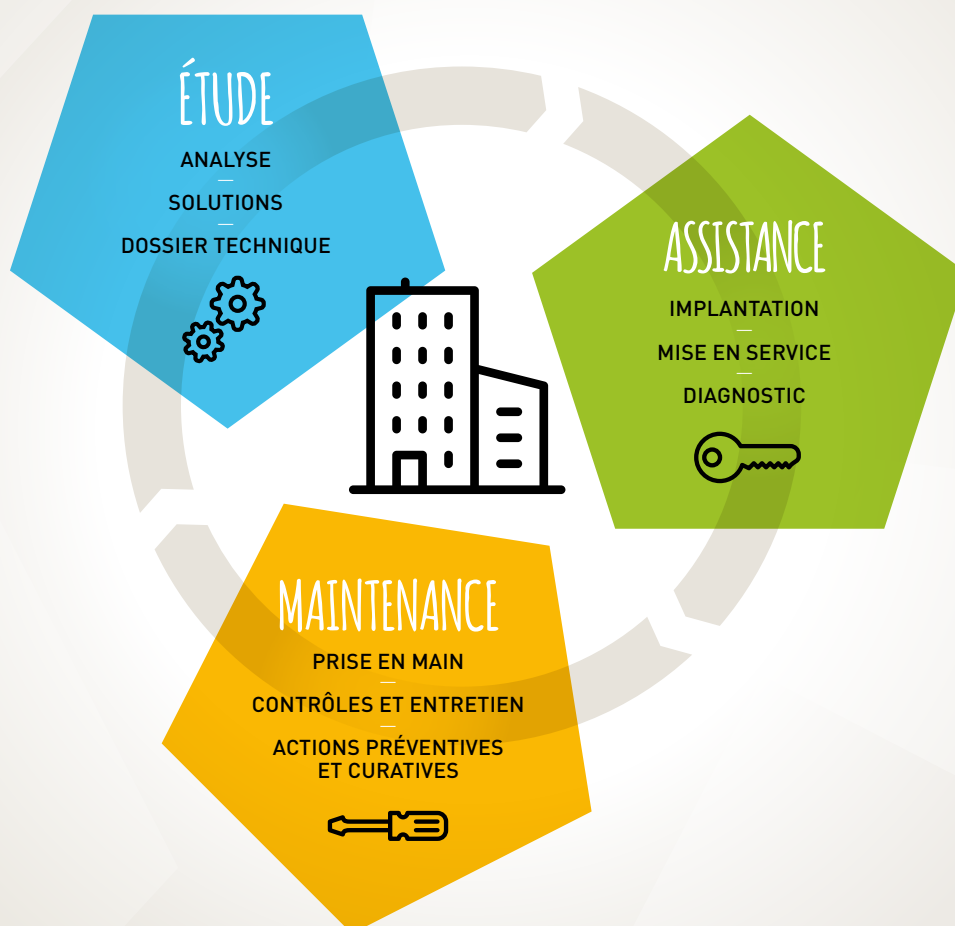 ÉTUDE
ANALYSE
SOLUTIONS
DOSSIER TECHNIQUE
ASSISTANCE
IMPLANTATION
MISE EN SERVICE
DIAGNOSTIC
MAINTENANCE
PRISE EN MAIN
CONTRÔLES ET ENTRETIEN
ACTIONS PRÉVENTIVES
ET CURATIVES